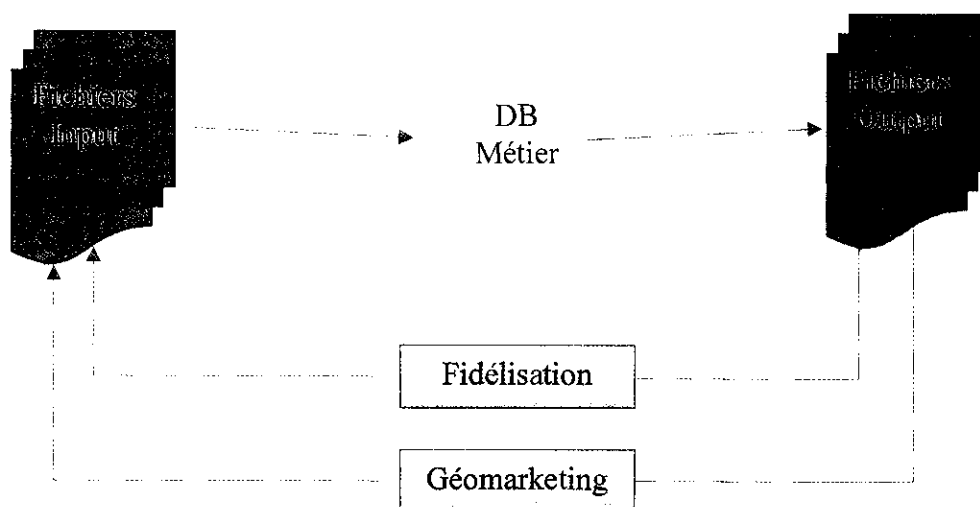 Fichiers
Input
DB
Métier
Fichiers
Output
Fidélisation
Géomarketing